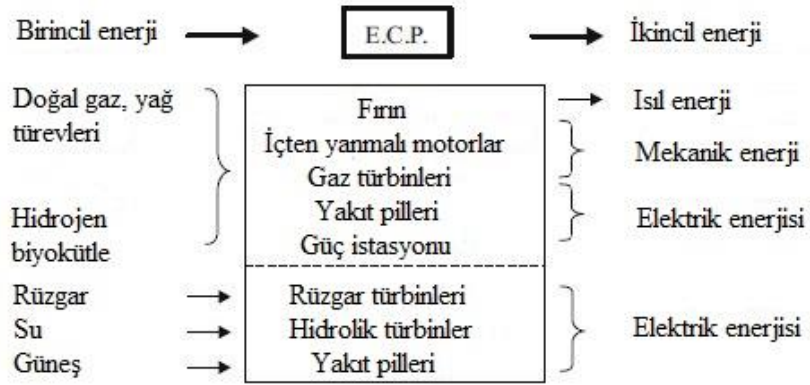 Birincil enerji E.C.P. İkincil enerji
Doğal gaz, yağ
türevleri
Hidrojen
biyokütle
Fırın
İçten yanmalı motorlar
Gaz türbinleri
Yakıt pilleri
Güç istasyonu
Isıl enerji
Mekanik enerji
Elektrik enerjisi
Rüzgar Rüzgar türbinleri
Su Hidrolik türbinler Elektrik enerjisi
Güneş Yakıt pilleri